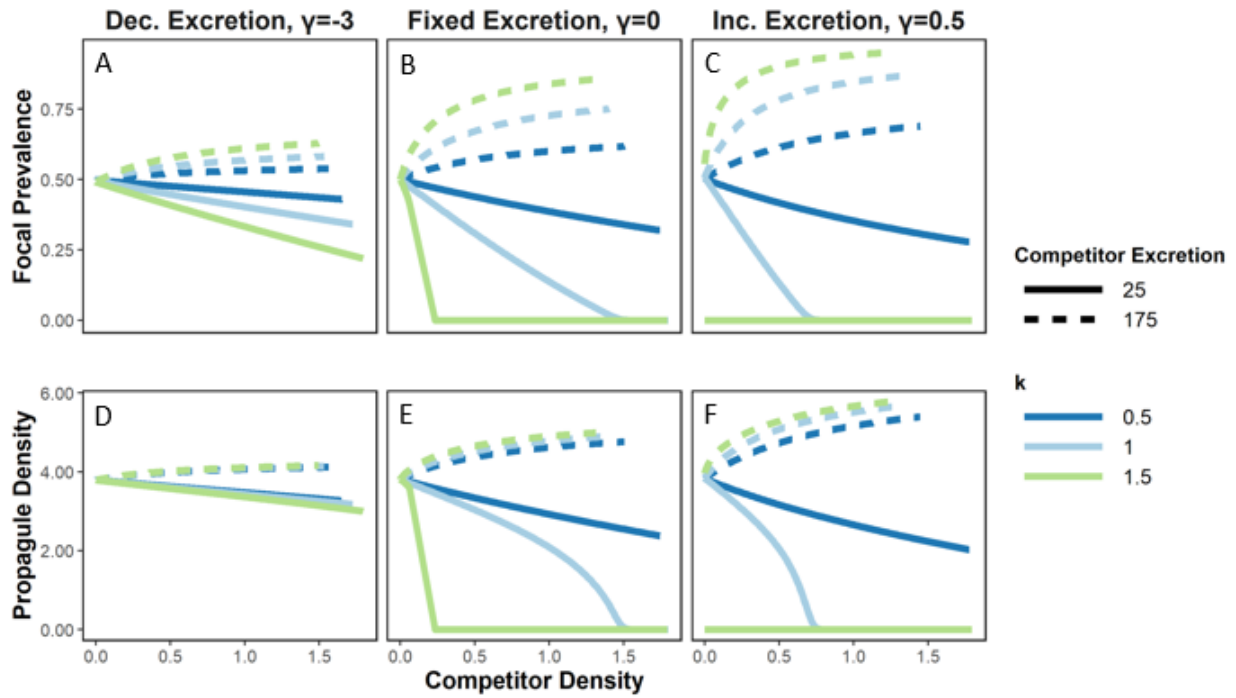 Dec. Excretion, γ=-3 Fixed Excretion, γ=0 Inc. Excretion, γ=0.5
A B C
Focal Prevalence
0.75
0.50
0.25
0.00
D E F
Propagule Density
6.00
4.00
2.00
0.00
0.0 0.5 1.0 1.5 0.0 0.5 1.0 1.5 0.0 0.5 1.0 1.5
Competitor Density
Competitor Excretion
25
175
k
0.5
1
1.5